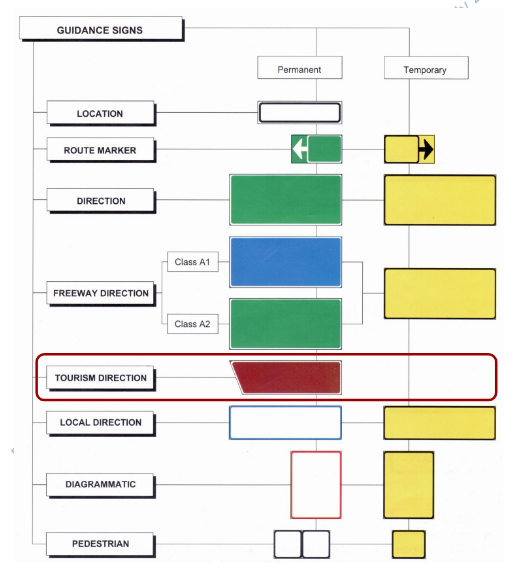 GUIDANCE SIGNS
Permanent
Temporary
LOCATION
ROUTE MARKER
DIRECTION
Class A1
FREEWAY DIRECTION
Class A2
TOURISM DIRECTION
LOCAL DIRECTION
DIAGRAMMATIC
PEDESTRIAN